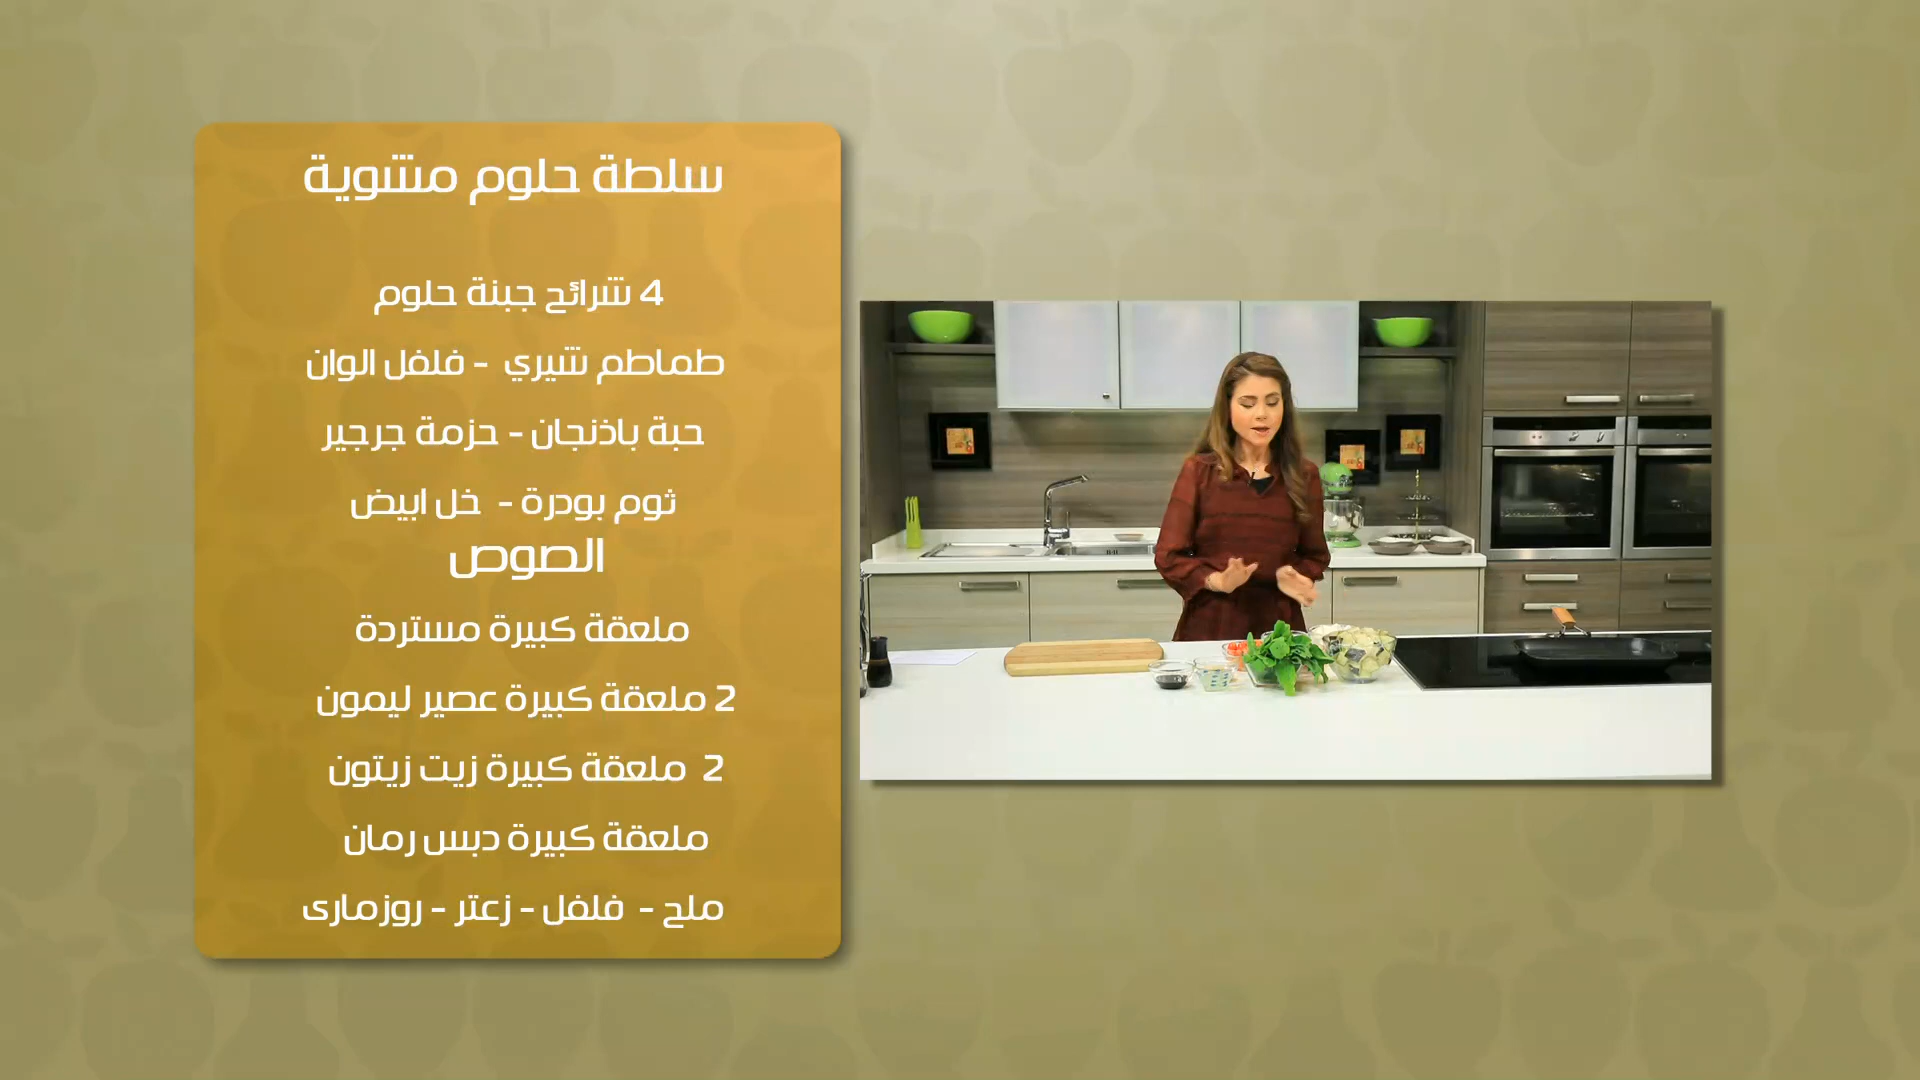 سلطة حلوم مشوية
4 شرائح جبنة حلوم
طماطم شيري - فلفل الوان
حبة باذنجان - حزمة جرجير
ثوم بودرة - خل ابيض
الصوص
ملعقة كبيرة مستردة
2 ملعقة كبيرة عصير ليمون
2 ملعقة كبيرة زيت زيتون
ملعقة كبيرة دبس رمان
ملح - فلفل - زعتر - روزمارى